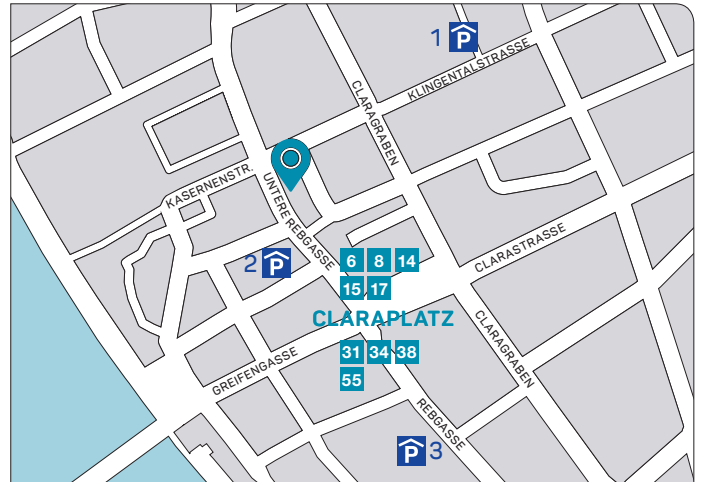 1 P
KLINGENTALSTRASSE
CLARAGRABEN
KASERNENSTR.
UNTERE REBGASSE
CLARASTRASSE
2 P
6 8 14
15 17
CLARAPLATZ
CLARAGRABEN
31 34 38
GREIFENGASSE
55
REBGASSE
P 3